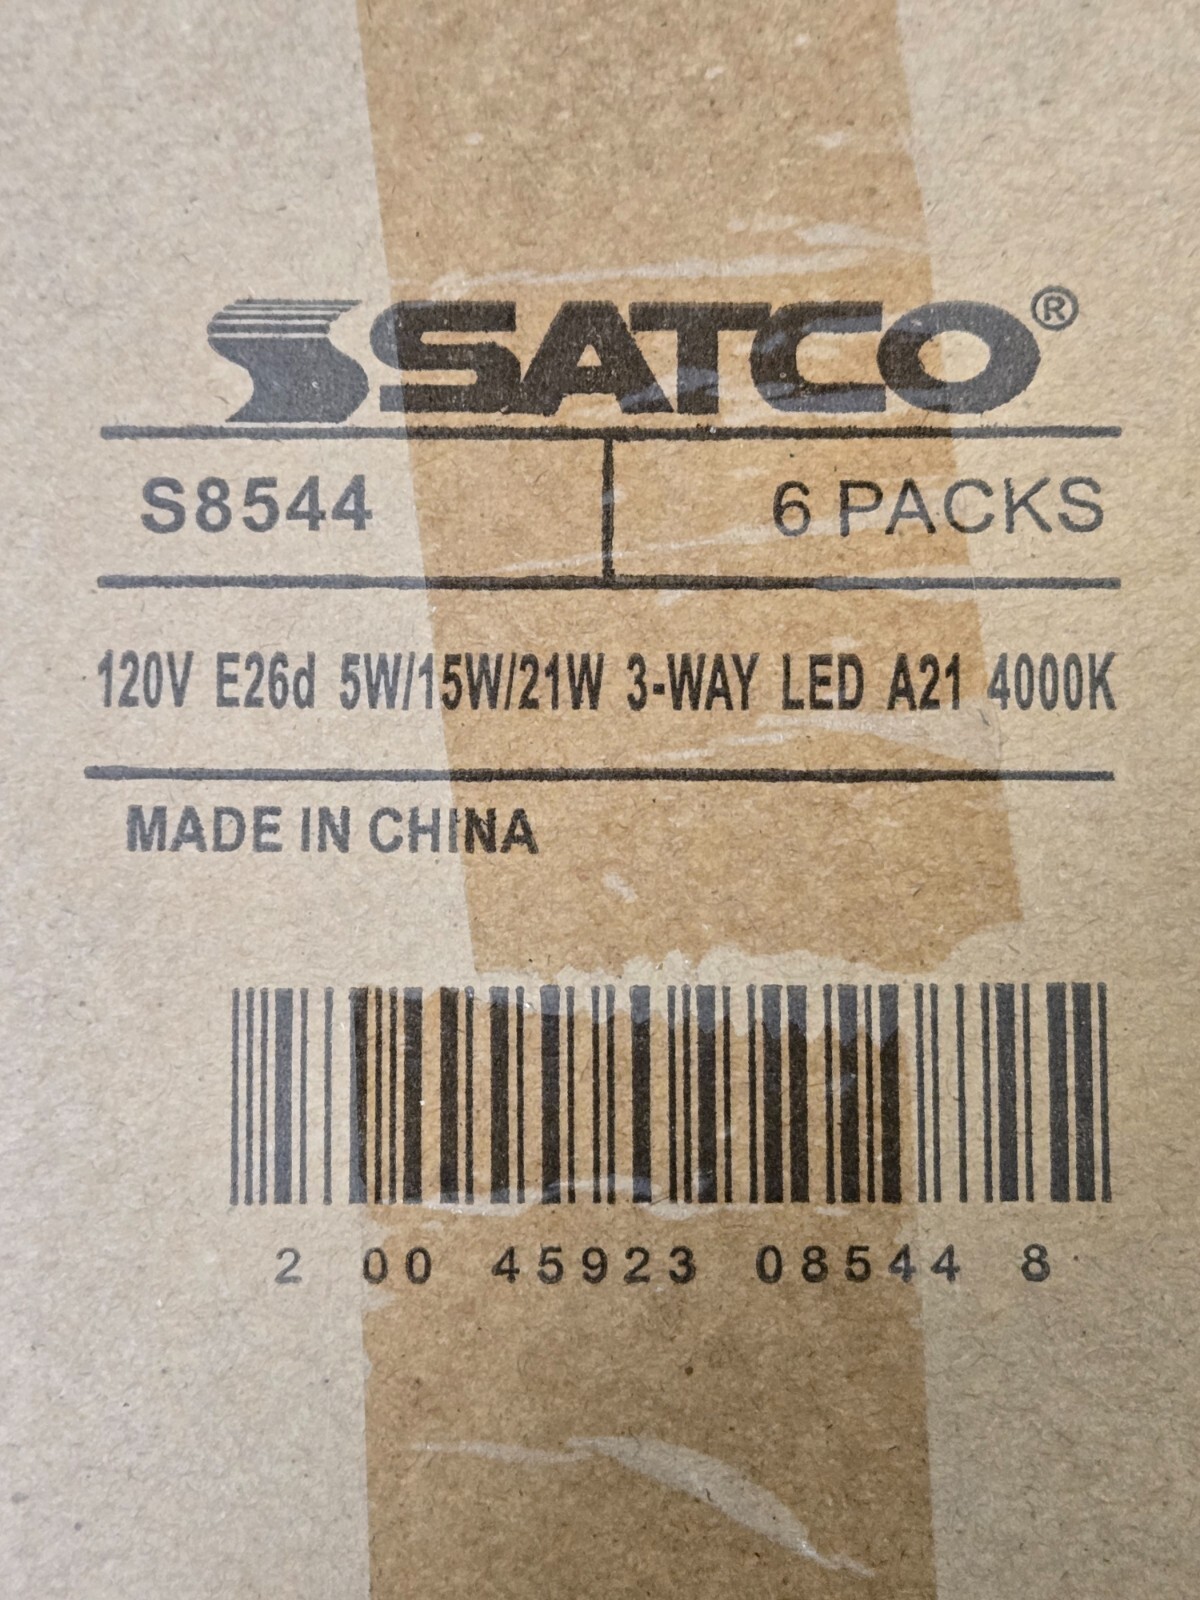 SATCO®
S8544 6 PACKS
120V E26d 5W/15W/21W 3-WAY LED A21 4000K
MADE IN CHINA
2 00 45923 08544 8